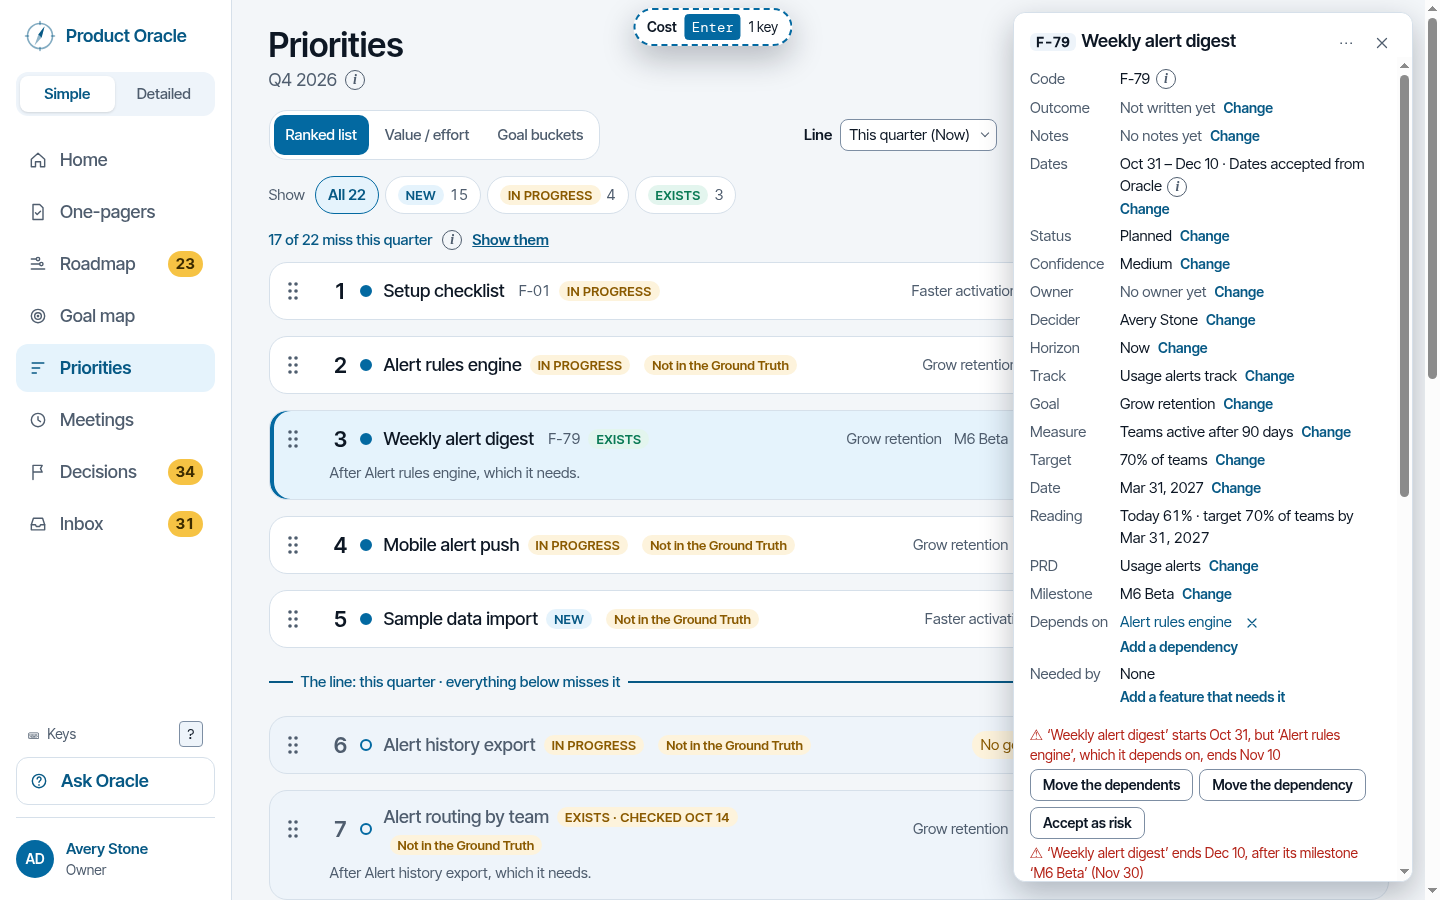 Product Oracle
Simple
Detailed
Home
One-pagers
Roadmap 23
Goal map
Priorities
Meetings
Decisions 34
Inbox 31
Keys ?
Ask Oracle
AD
Avery Stone
Owner
Cost Enter 1 key
Priorities
Q4 2026 i
Ranked list
Value / effort
Goal buckets
Line This quarter (Now)
Show All 22 NEW 15 IN PROGRESS 4 EXISTS 3
17 of 22 miss this quarter i Show them
1 Setup checklist F-01 IN PROGRESS Faster activation
2 Alert rules engine IN PROGRESS Not in the Ground Truth Grow retention
3 Weekly alert digest F-79 EXISTS Grow retention M6 Beta
After Alert rules engine, which it needs.
4 Mobile alert push IN PROGRESS Not in the Ground Truth Grow retention
5 Sample data import NEW Not in the Ground Truth Faster activati
The line: this quarter · everything below misses it
6 Alert history export IN PROGRESS Not in the Ground Truth No go
7 Alert routing by team EXISTS · CHECKED OCT 14 Grow retention
Not in the Ground Truth
After Alert history export, which it needs.
F-79 Weekly alert digest ...
Code F-79 i
Outcome Not written yet Change
Notes No notes yet Change
Dates Oct 31 – Dec 10 · Dates accepted from
Oracle i
Change
Status Planned Change
Confidence Medium Change
Owner No owner yet Change
Decider Avery Stone Change
Horizon Now Change
Track Usage alerts track Change
Goal Grow retention Change
Measure Teams active after 90 days Change
Target 70% of teams Change
Date Mar 31, 2027 Change
Reading Today 61% · target 70% of teams by
Mar 31, 2027
PRD Usage alerts Change
Milestone M6 Beta Change
Depends on Alert rules engine ×
Add a dependency
Needed by None
Add a feature that needs it
⚠ ‘Weekly alert digest’ starts Oct 31, but ‘Alert rules
engine’, which it depends on, ends Nov 10
Move the dependents
Move the dependency
Accept as risk
⚠ ‘Weekly alert digest’ ends Dec 10, after its milestone
‘M6 Beta’ (Nov 30)